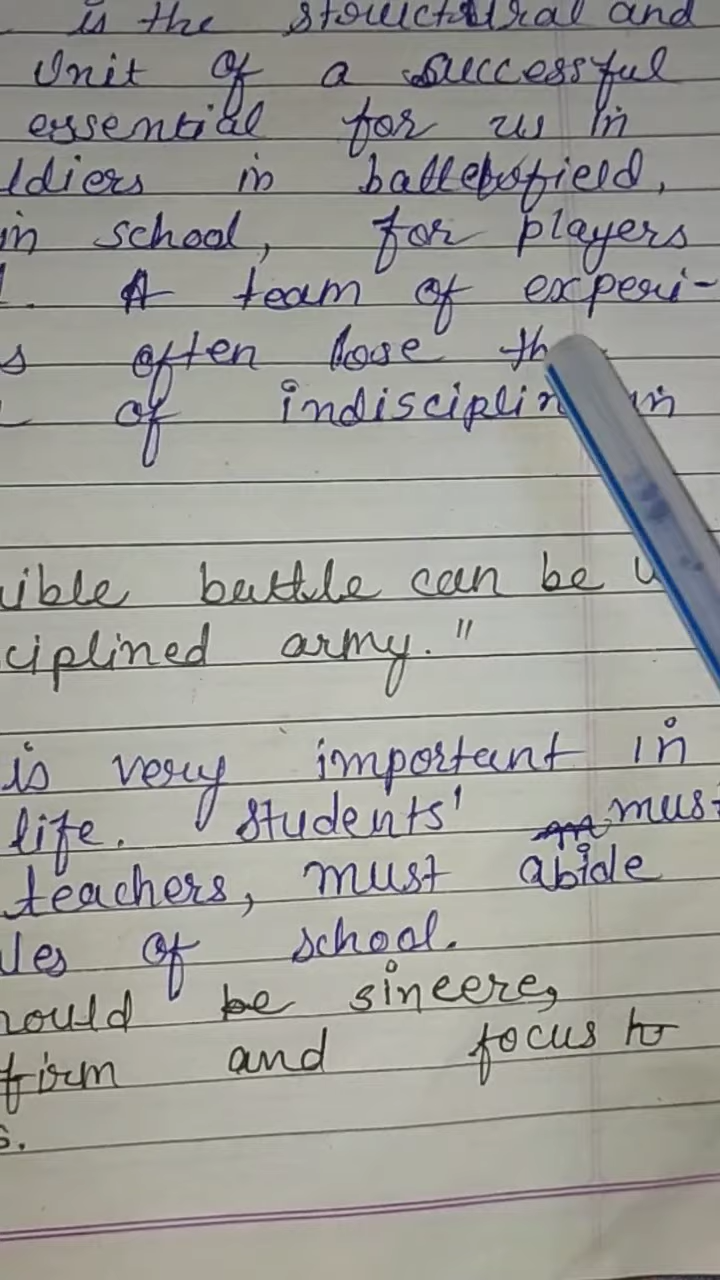 is the structural and
Unit of a successful
essential for us in
ldiers in battlefield,
in school, for players
A team of experi-
s often lose th
of indisciplin in
ible battle can be
ciplined army."
is very important in
life. students' must
teachers, must abide
les of school.
hould be sincere,
firm and focus to
s.